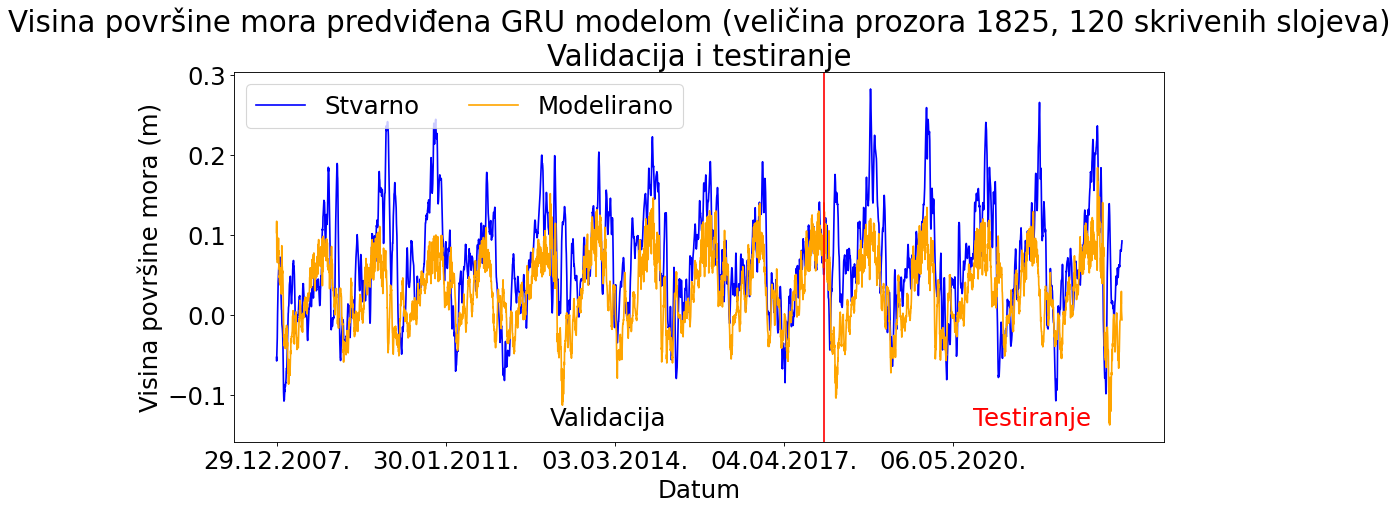 Visina površine mora predviđena GRU modelom (veličina prozora 1825, 120 skrivenih slojeva)
Validacija i testiranje
Stvarno
Modelirano
Visina površine mora (m)
0.3
0.2
0.1
0.0
−0.1
Validacija
Testiranje
29.12.2007.
30.01.2011.
03.03.2014.
04.04.2017.
06.05.2020.
Datum